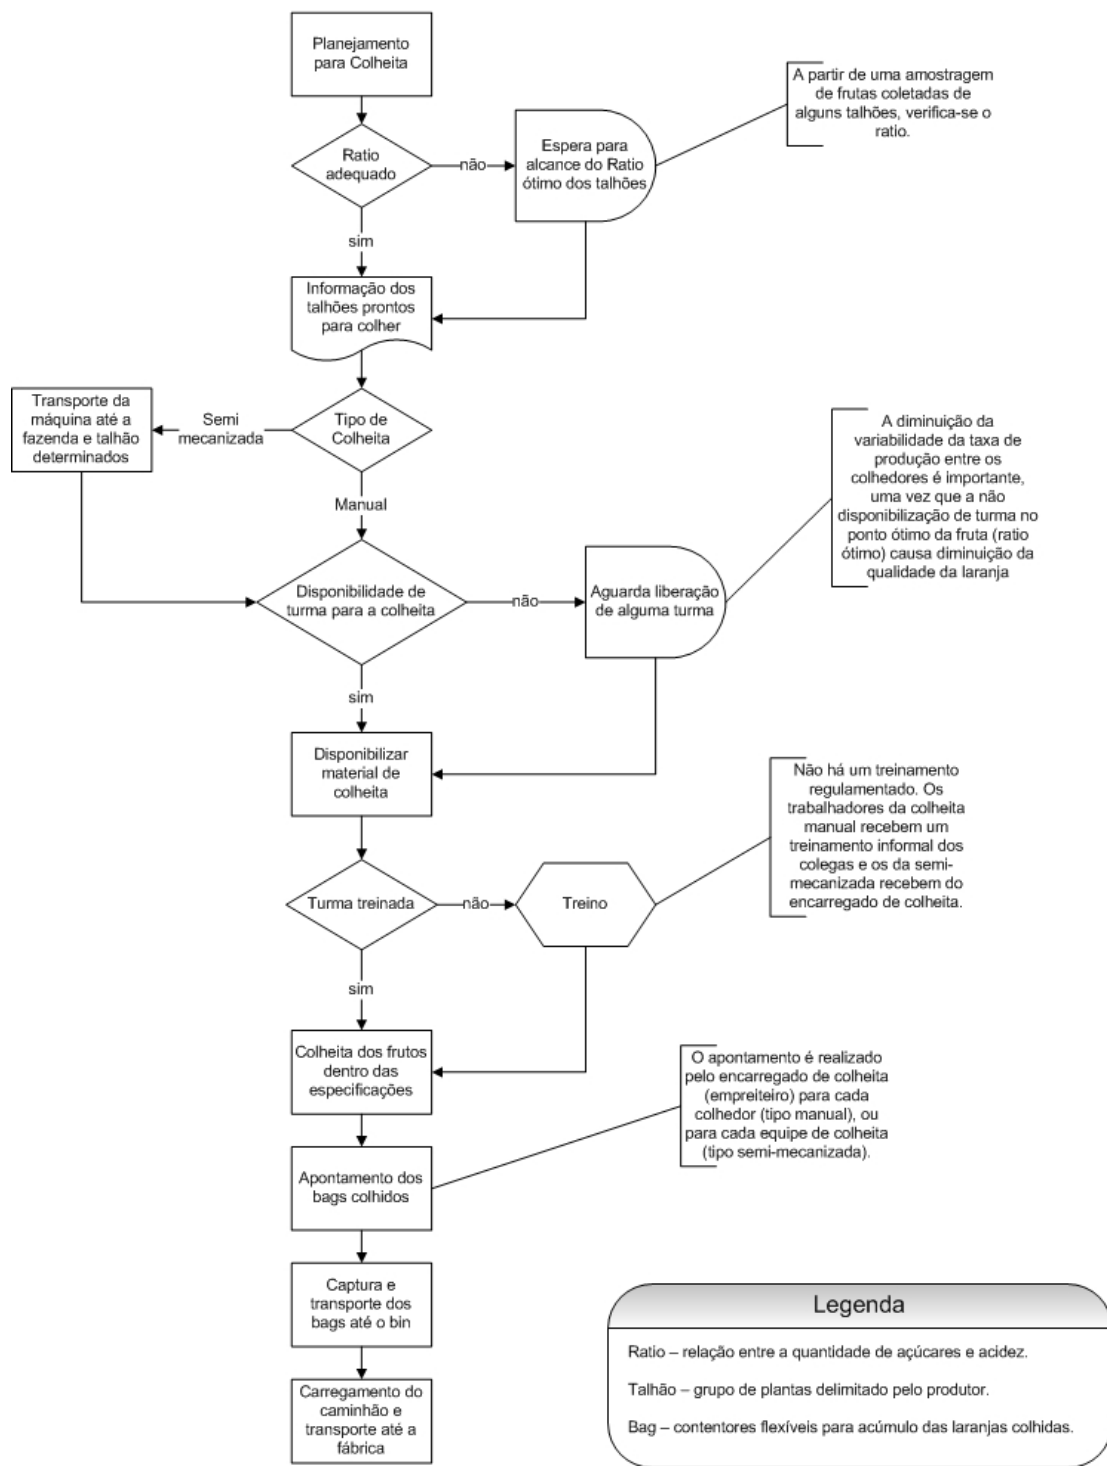 Planejamento
para Colheita
A partir de uma amostragem
de frutas coletadas de
alguns talhões, verifica-se o
ratio.
Ratio
adequado
não
Espera para
alcance do Ratio
ótimo dos talhões
sim
Informação dos
talhões prontos
para colher
Transporte da
máquina até a
fazenda e talhão
determinados
Semi
mecanizada
Tipo de
Colheita
A diminuição da
variabilidade da taxa de
produção entre os
colhedores é importante,
uma vez que a não
disponibilização de turma no
ponto ótimo da fruta (ratio
ótimo) causa diminuição da
qualidade da laranja
Manual
Disponibilidade de
turma para a colheita
não
Aguarda liberação
de alguma turma
sim
Disponibilizar
material de
colheita
Não há um treinamento
regulamentado. Os
trabalhadores da colheita
manual recebem um
treinamento informal dos
colegas e os da semi-
mecanizada recebem do
encarregado de colheita.
Turma treinada
não
Treino
sim
Colheita dos frutos
dentro das
especificações
O apontamento é realizado
pelo encarregado de colheita
(empreiteiro) para cada
colhedor (tipo manual), ou
para cada equipe de colheita
(tipo semi-mecanizada).
Apontamento dos
bags colhidos
Captura e
transporte dos
bags até o bin
Carregamento do
caminhão e
transporte até a
fábrica
Legenda
Ratio – relação entre a quantidade de açúcares e acidez.
Talhão – grupo de plantas delimitado pelo produtor.
Bag – contentores flexíveis para acúmulo das laranjas colhidas.